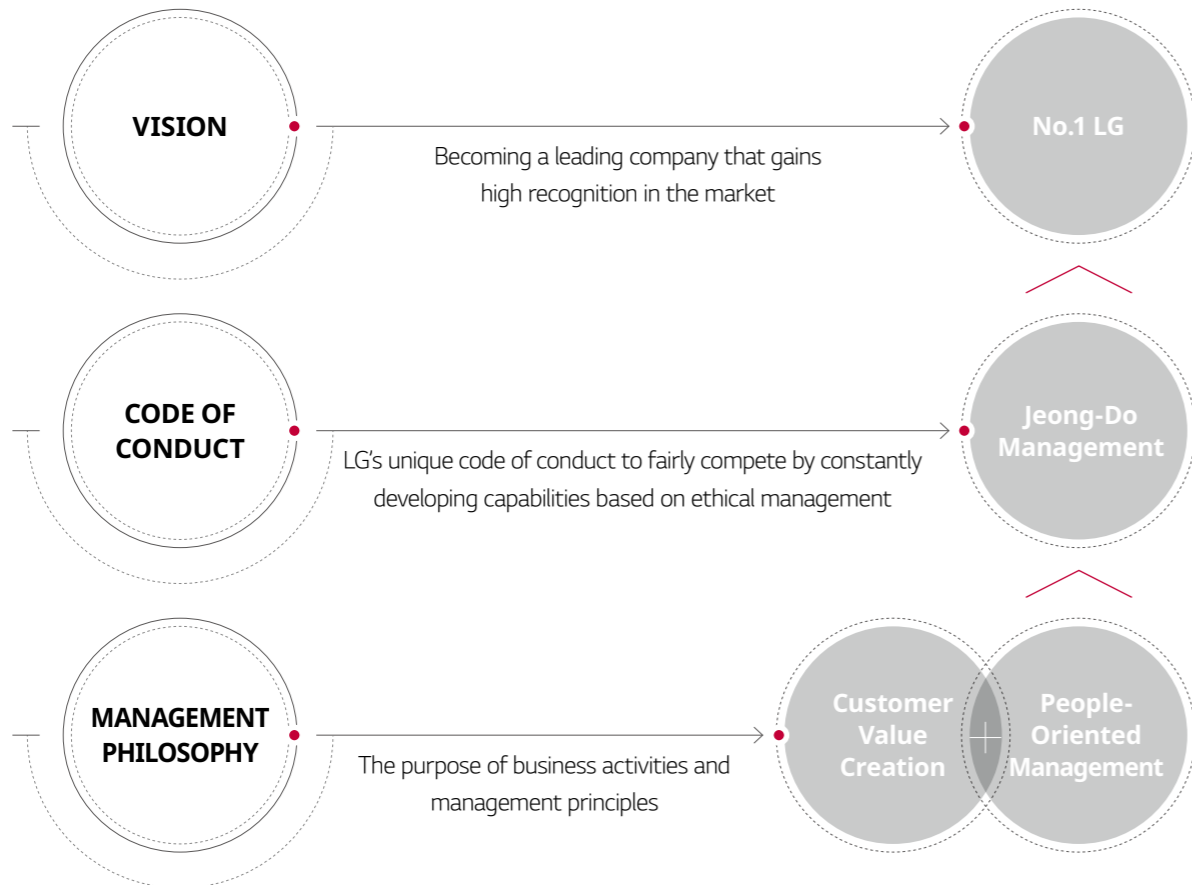 VISION
Becoming a leading company that gains
high recognition in the market
No.1 LG
CODE OF
CONDUCT
LG’s unique code of conduct to fairly compete by constantly
developing capabilities based on ethical management
Jeong-Do
Management
MANAGEMENT
PHILOSOPHY
The purpose of business activities and
management principles
Customer
Value
Creation
People-
Oriented
Management